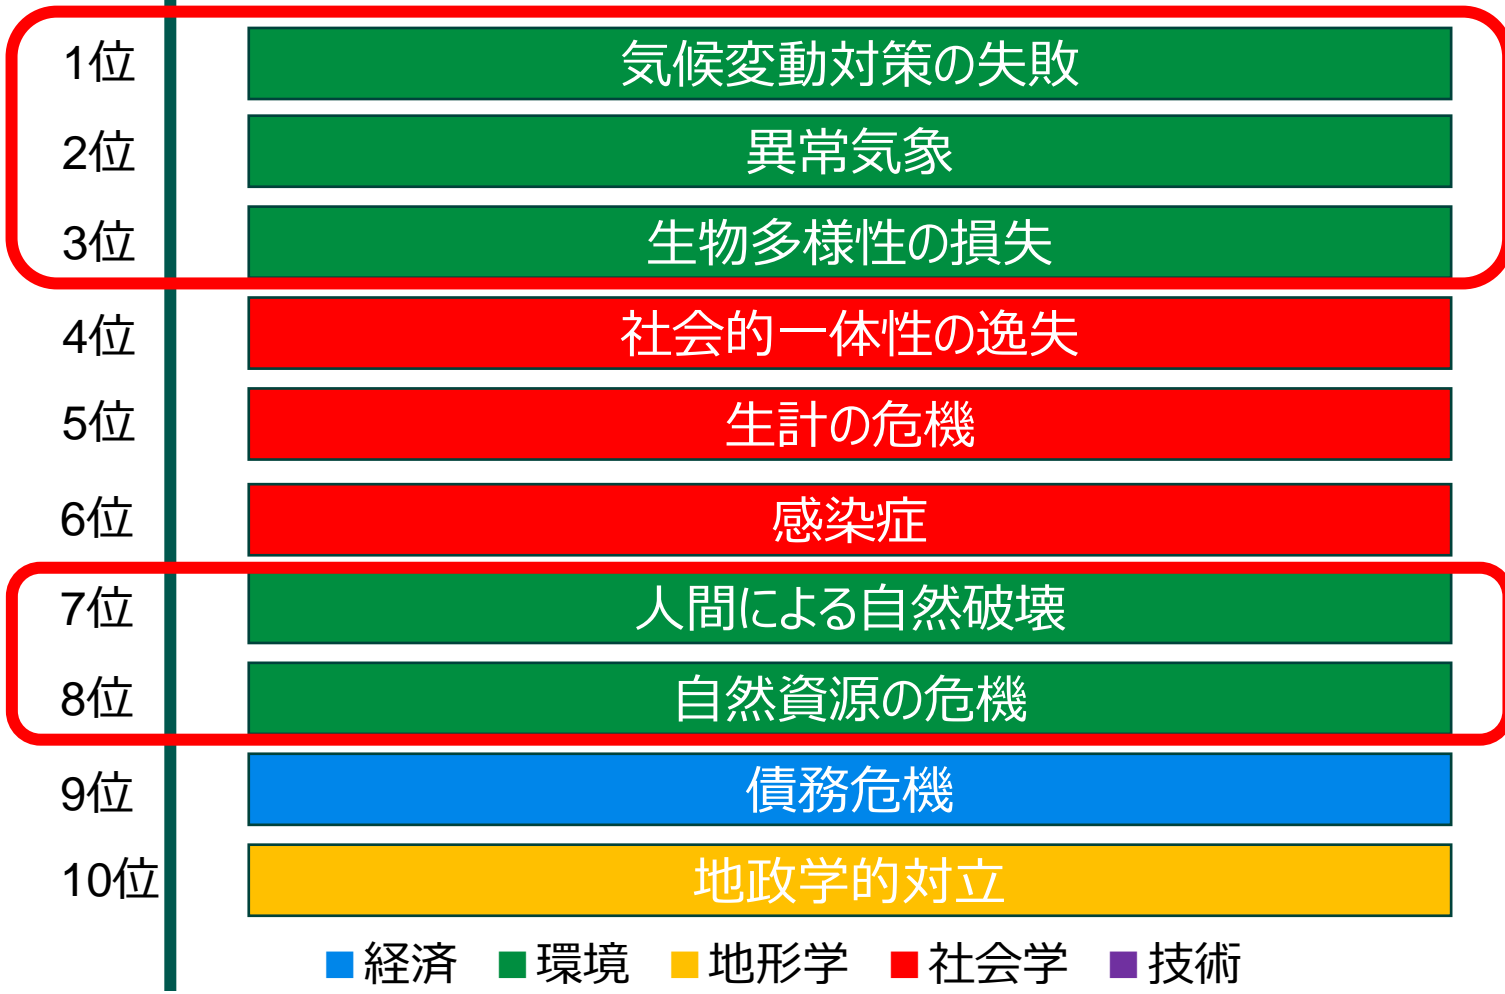 1位 気候変動対策の失敗
2位 異常気象
3位 生物多様性の損失
4位 社会的一体性の逸失
5位 生計の危機
6位 感染症
7位 人間による自然破壊
8位 自然資源の危機
9位 債務危機
10位 地政学的対立
経済 環境 地形学 社会学 技術